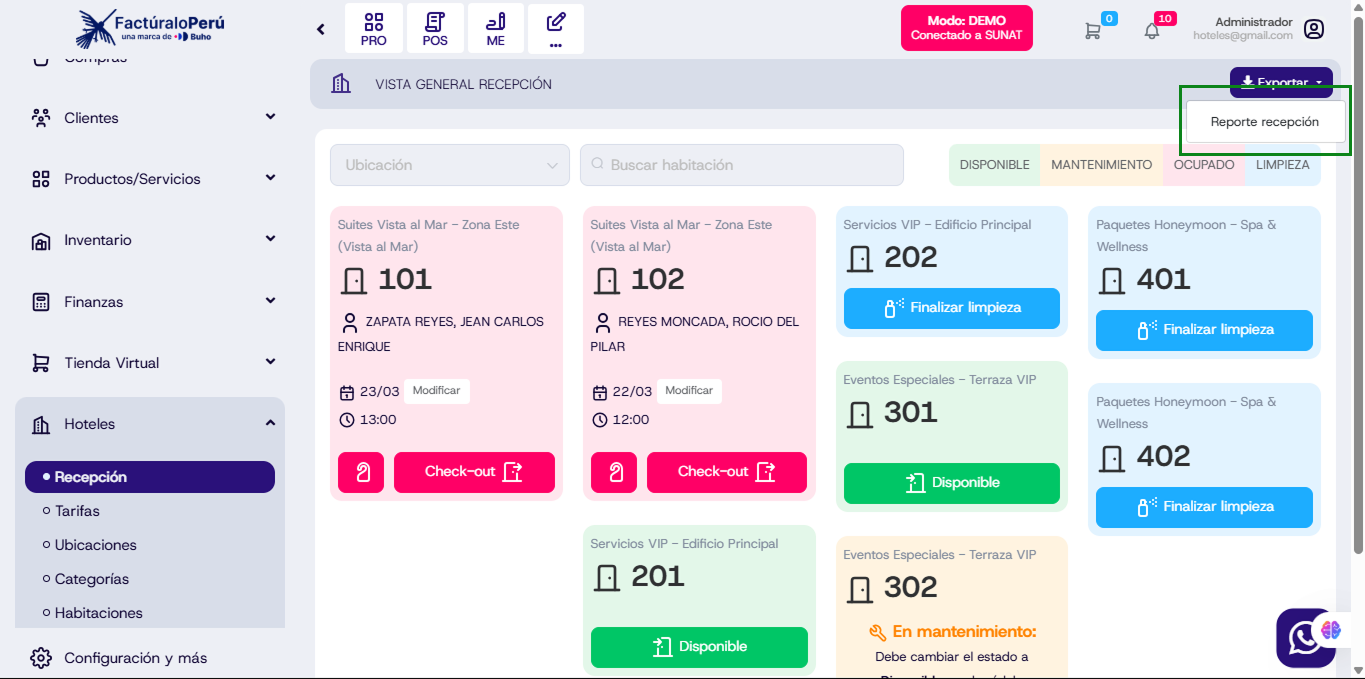 FactúraloPerú
una marca de Buho
PRO
POS
ME
...
Modo: DEMO
Conectado a SUNAT
0
10
Administrador
hoteles@gmail.com
Compras
Clientes
Productos/Servicios
Inventario
Finanzas
Tienda Virtual
Hoteles
Recepción
Tarifas
Ubicaciones
Categorías
Habitaciones
Configuración y más
VISTA GENERAL RECEPCIÓN
Exportar
Reporte recepción
Ubicación
Buscar habitación
DISPONIBLE
MANTENIMIENTO
OCUPADO
LIMPIEZA
Suites Vista al Mar - Zona Este
(Vista al Mar)
101
ZAPATA REYES, JEAN CARLOS
ENRIQUE
23/03 Modificar
13:00
Check-out
Suites Vista al Mar - Zona Este
(Vista al Mar)
102
REYES MONCADA, ROCIO DEL
PILAR
22/03 Modificar
12:00
Check-out
Servicios VIP - Edificio Principal
201
Disponible
Servicios VIP - Edificio Principal
202
Finalizar limpieza
Eventos Especiales - Terraza VIP
301
Disponible
Eventos Especiales - Terraza VIP
302
En mantenimiento:
Debe cambiar el estado a
Paquetes Honeymoon - Spa &
Wellness
401
Finalizar limpieza
Paquetes Honeymoon - Spa &
Wellness
402
Finalizar limpieza